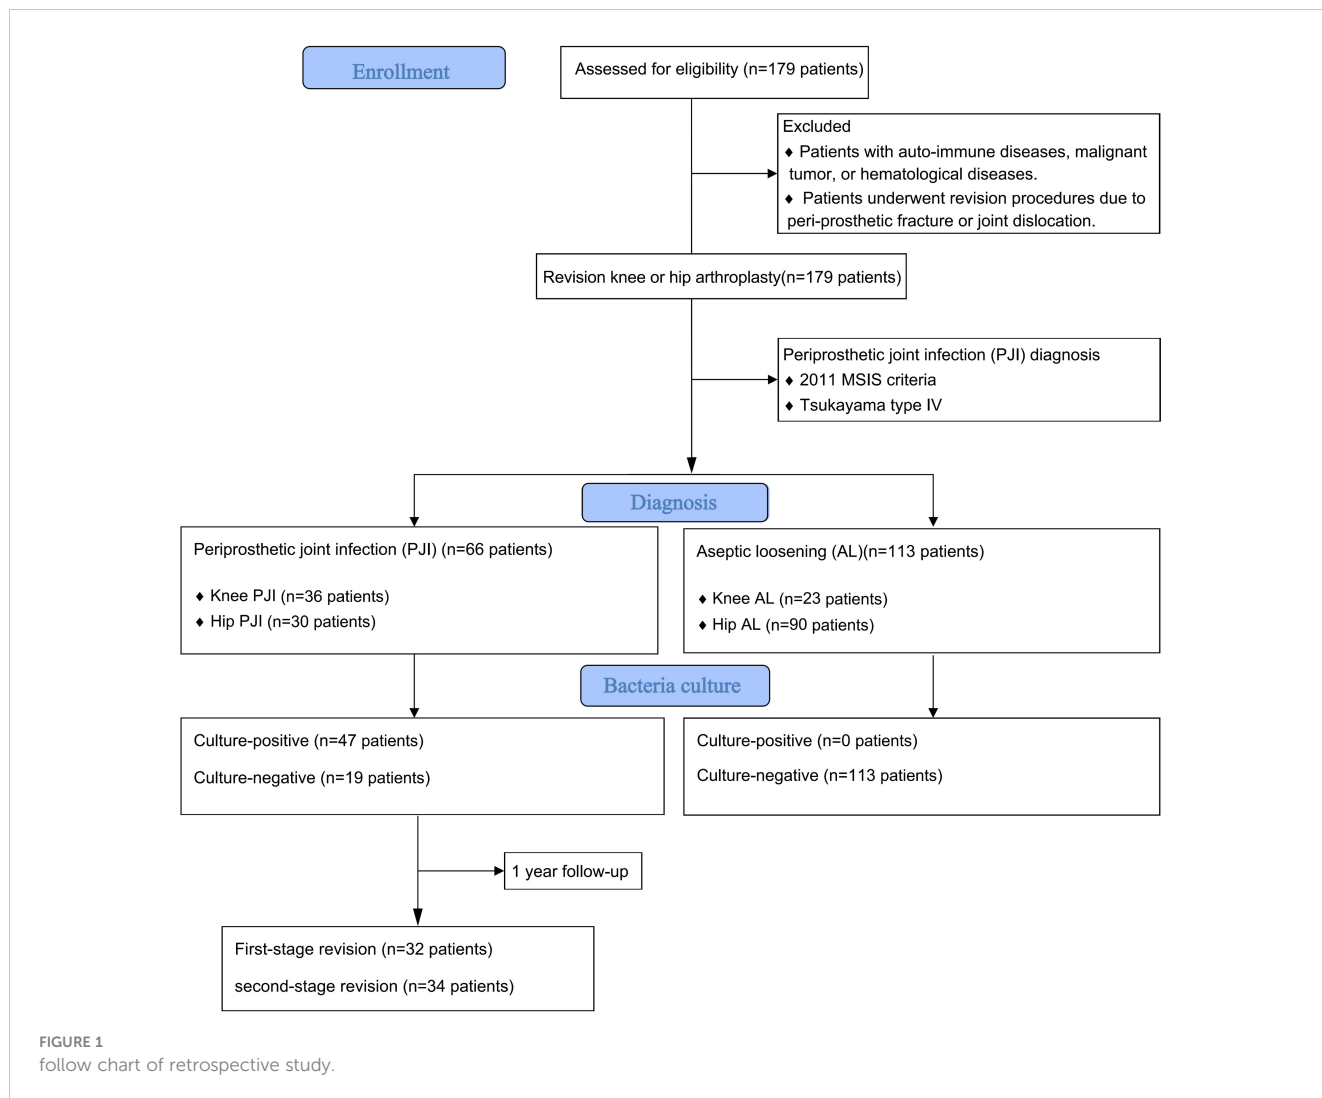 Enrollment
Assessed for eligibility (n=179 patients)
Excluded
♦ Patients with auto-immune diseases, malignant
tumor, or hematological diseases.
♦ Patients underwent revision procedures due to
peri-prosthetic fracture or joint dislocation.
Revision knee or hip arthroplasty(n=179 patients)
Periprosthetic joint infection (PJI) diagnosis
♦ 2011 MSIS criteria
♦ Tsukayama type IV
Diagnosis
Periprosthetic joint infection (PJI) (n=66 patients)
♦ Knee PJI (n=36 patients)
♦ Hip PJI (n=30 patients)
Aseptic loosening (AL)(n=113 patients)
♦ Knee AL (n=23 patients)
♦ Hip AL (n=90 patients)
Bacteria culture
Culture-positive (n=47 patients)
Culture-negative (n=19 patients)
Culture-positive (n=0 patients)
Culture-negative (n=113 patients)
1 year follow-up
First-stage revision (n=32 patients)
second-stage revision (n=34 patients)
FIGURE 1
follow chart of retrospective study.